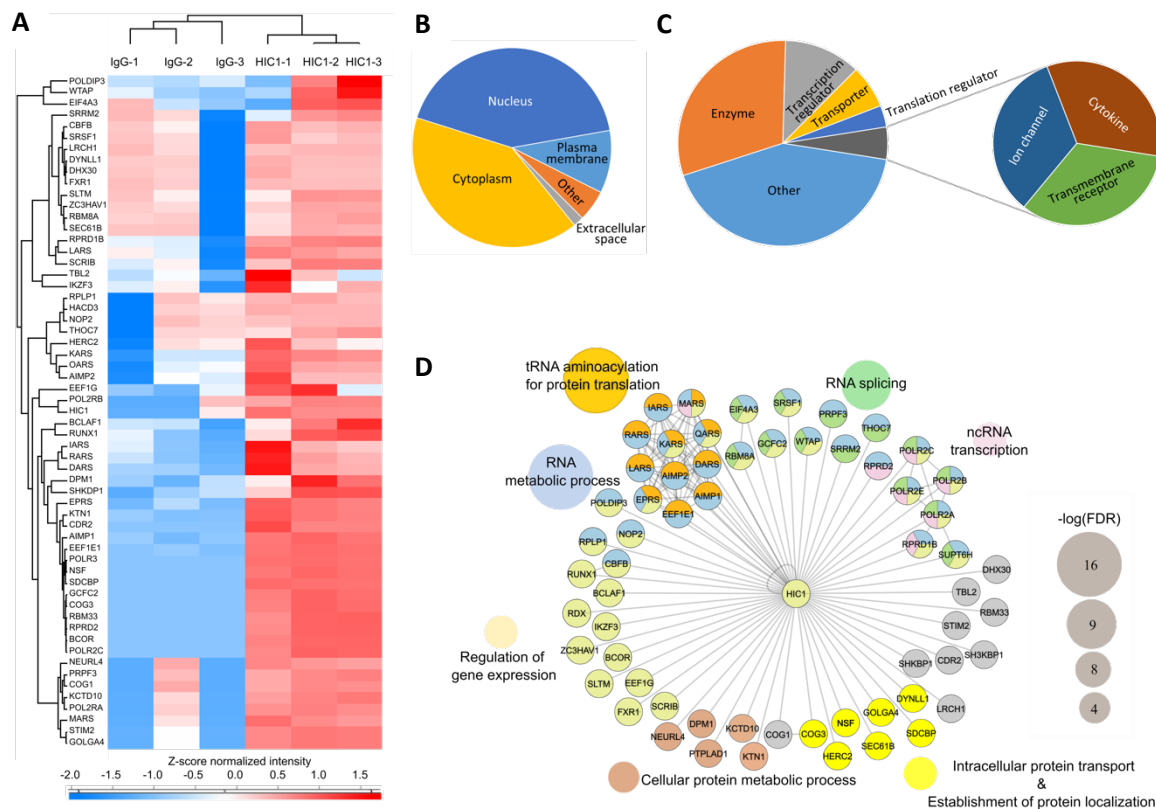 A
IgG-1 IgG-2 IgG-3 HIC1-1 HIC1-2 HIC1-3
POLDIP3
WTAP
EIF4A3
SRRM2
CBFB
SRSF1
LRCH1
DYNLL1
DHX30
FXR1
SLTM
ZC3HAV1
RBM8A
SEC61B
RPRD1B
LARS
SCRIB
TBL2
IKZF3
RPLP1
HACD3
NOP2
THOC7
HERC2
KARS
OARS
AIMP2
EEF1G
POL2RB
HIC1
BCLAF1
RUNX1
IARS
RARS
DARS
DPM1
SHKDP1
EPRS
KTN1
CDR2
AIMP1
EEF1E1
POLR3
NSF
SDCBP
GCFC2
COG3
RBM33
RPRD2
BCOR
POLR2C
NEURL4
PRPF3
COG1
KCTD10
POL2RA
MARS
STIM2
GOLGA4
Z-score normalized intensity
-2.0 -1.5 -1.0 -0.5 0.0 0.5 1.0 1.5
B
Nucleus
Plasma
membrane
Other
Extracellular
space
Cytoplasm
C
Enzyme
Transcription
regulator
Transporter
Translation regulator
Other
Ion channel
Cytokine
Transmembrane
receptor
D
tRNA aminoacylation
for protein translation
RNA splicing
ncRNA
transcription
RNA
metabolic process
Regulation of
gene expression
Cellular protein metabolic process
Intracellular protein transport
&
Establishment of protein localization
IARS
MARS
RARS
KARS
QARS
LARS
AIMP2
DARS
EPRS
EEF1E1
AIMP1
EIF4A3
SRSF1
RBM8A
GCFC2
WTAP
PRPF3
SRRM2
THOC7
RPRD2
POLR2C
POLR2B
POLR2E
POLR2A
RPRD1B
SUPT6H
POLDIP3
RPLP1
NOP2
RUNX1
CBFB
BCLAF1
RDX
IKZF3
ZC3HAV1
BCOR
SLTM
EEF1G
FXR1
SCRIB
HIC1
DHX30
TBL2
RBM33
STIM2
SH3KBP1
SHKBP1
CDR2
LRCH1
NEURL4
DPM1
PTPLAD1
KCTD10
KTN1
COG1
COG3
NSF
HERC2
GOLGA4
SEC61B
DYNLL1
SDCBP
-log(FDR)
16
9
8
4